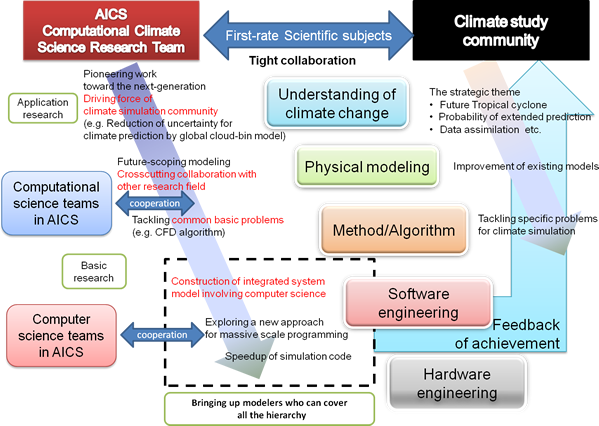 AICS
Computational Climate
Science Research Team
First-rate Scientific subjects
Tight collaboration
Climate study
community
Application
research
Pioneering work
toward the next-generation
Driving force of
climate simulation community
(e.g. Reduction of uncertainty for
climate prediction by global cloud-bin model)
Understanding of
climate change
The strategic theme
• Future Tropical cyclone
• Probability of extended prediction
• Data assimilation etc.
Future-scoping modeling
Crosscutting collaboration with
other research field
Physical modeling
Improvement of existing models
Computational
science teams
in AICS
cooperation
Tackling common basic problems
(e.g. CFD algorithm)
Method/Algorithm
Tackling specific problems
for climate simulation
Basic
research
Construction of integrated system
model involving computer science
Software
engineering
Computer
science teams
in AICS
cooperation
Exploring a new approach
for massive scale programming
Speedup of simulation code
Feedback
of achievement
Hardware
engineering
Bringing up modelers who can cover
all the hierarchy